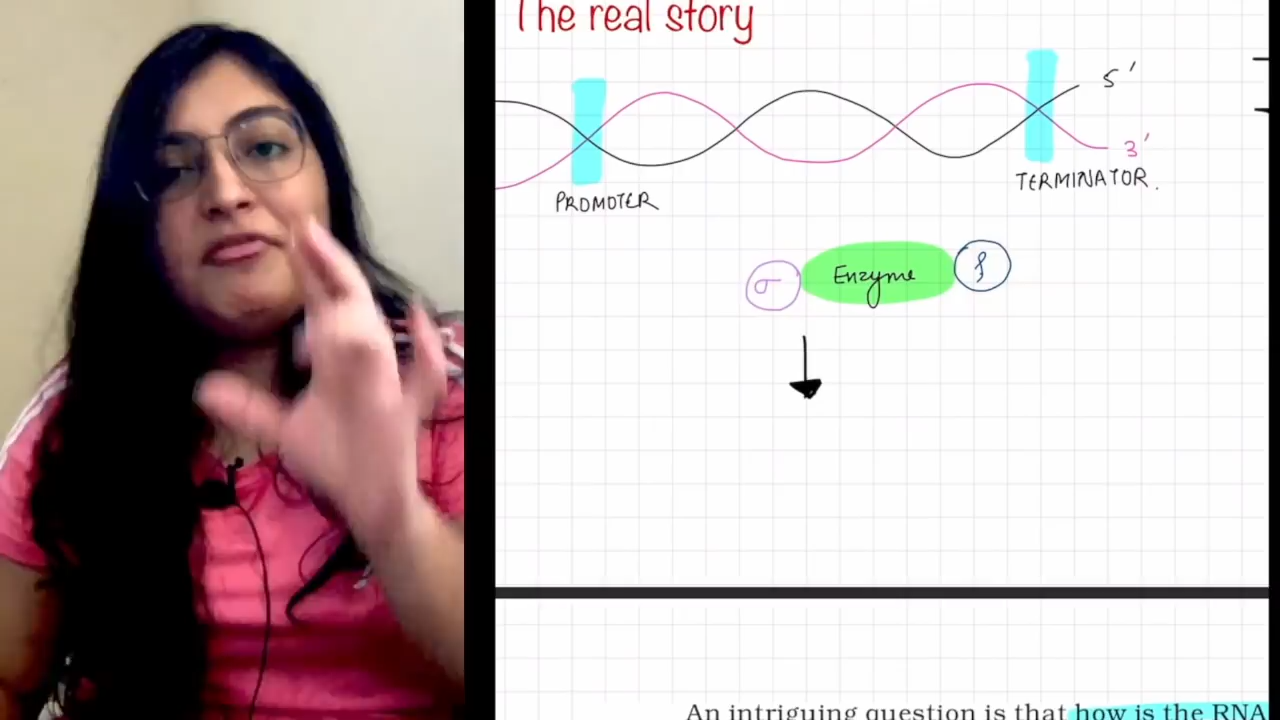 The real story
5'
3'
PROMOTER
TERMINATOR.
σ Enzyme
An intriguing question is that how is the RNA